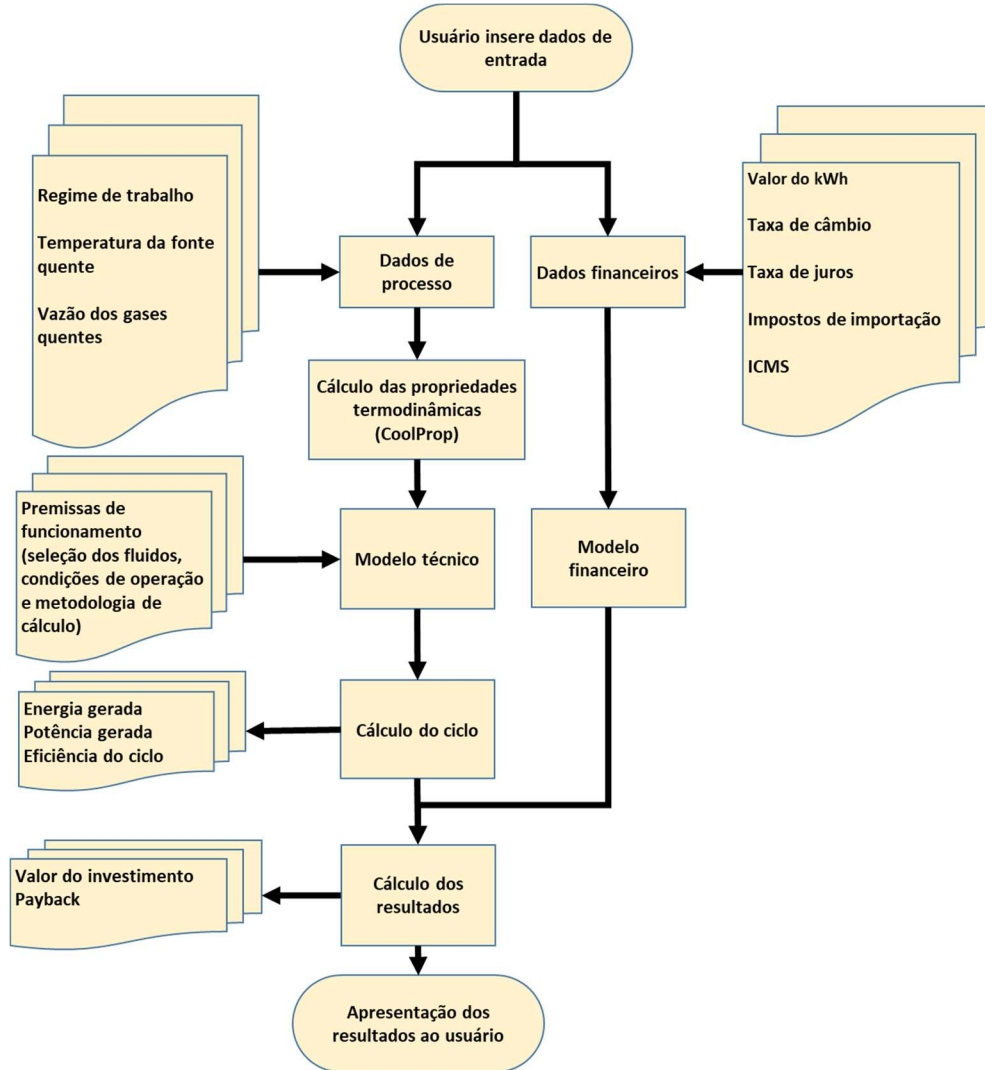 Usuário insere dados de
entrada
Regime de trabalho
Temperatura da fonte
quente
Vazão dos gases
quentes
Dados de
processo
Dados financeiros
Valor do kWh
Taxa de câmbio
Taxa de juros
Impostos de importação
ICMS
Cálculo das propriedades
termodinâmicas
(CoolProp)
Premissas de
funcionamento
(seleção dos fluidos,
condições de operação
e metodologia de
cálculo)
Modelo técnico
Modelo
financeiro
Energia gerada
Potência gerada
Eficiência do ciclo
Cálculo do ciclo
Valor do investimento
Payback
Cálculo dos
resultados
Apresentação dos
resultados ao usuário